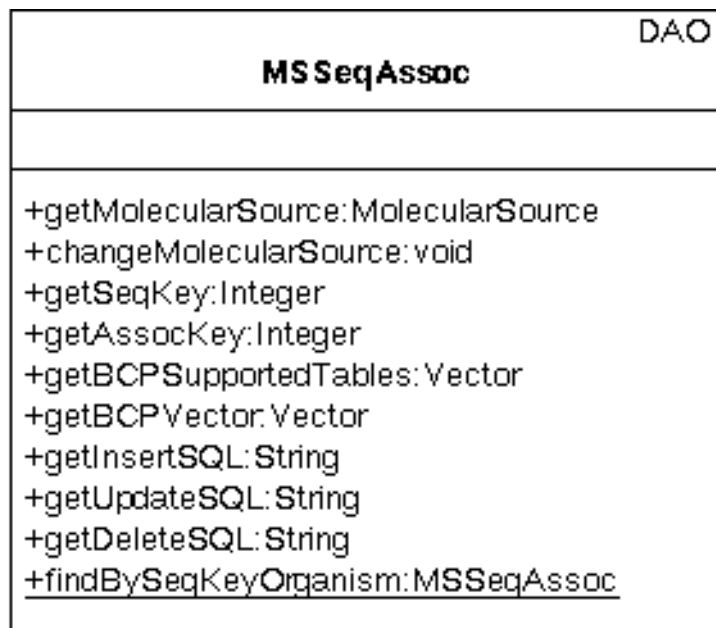 DAO
MSSeqAssoc
+getMolecularSource:MolecularSource
+changeMolecularSource:void
+getSeqKey:Integer
+getAssocKey:Integer
+getBCPSupportedTables:Vector
+getBCPVector:Vector
+getInsertSQL:String
+getUpdateSQL:String
+getDeleteSQL:String
+findBySeqKeyOrganism:MSSeqAssoc